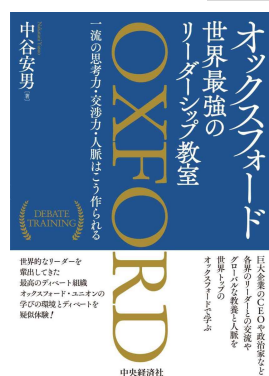 オックスフォード
世界最強の
リーダーシップ教室
OXFORD
一流の思考力・交渉力・人脈はこう作られる
中谷安男
[著]
DEBATE
TRAINING
巨大企業のCEOや政治家など
各界のリーダーとの交流や
グローバルな教養と人脈を
世界トップの
オックスフォードで学ぶ
世界的なリーダーを
輩出してきた
最高のディベート組織
オックスフォード・ユニオンの
学びの環境とディベートを
疑似体験!
中央経済社